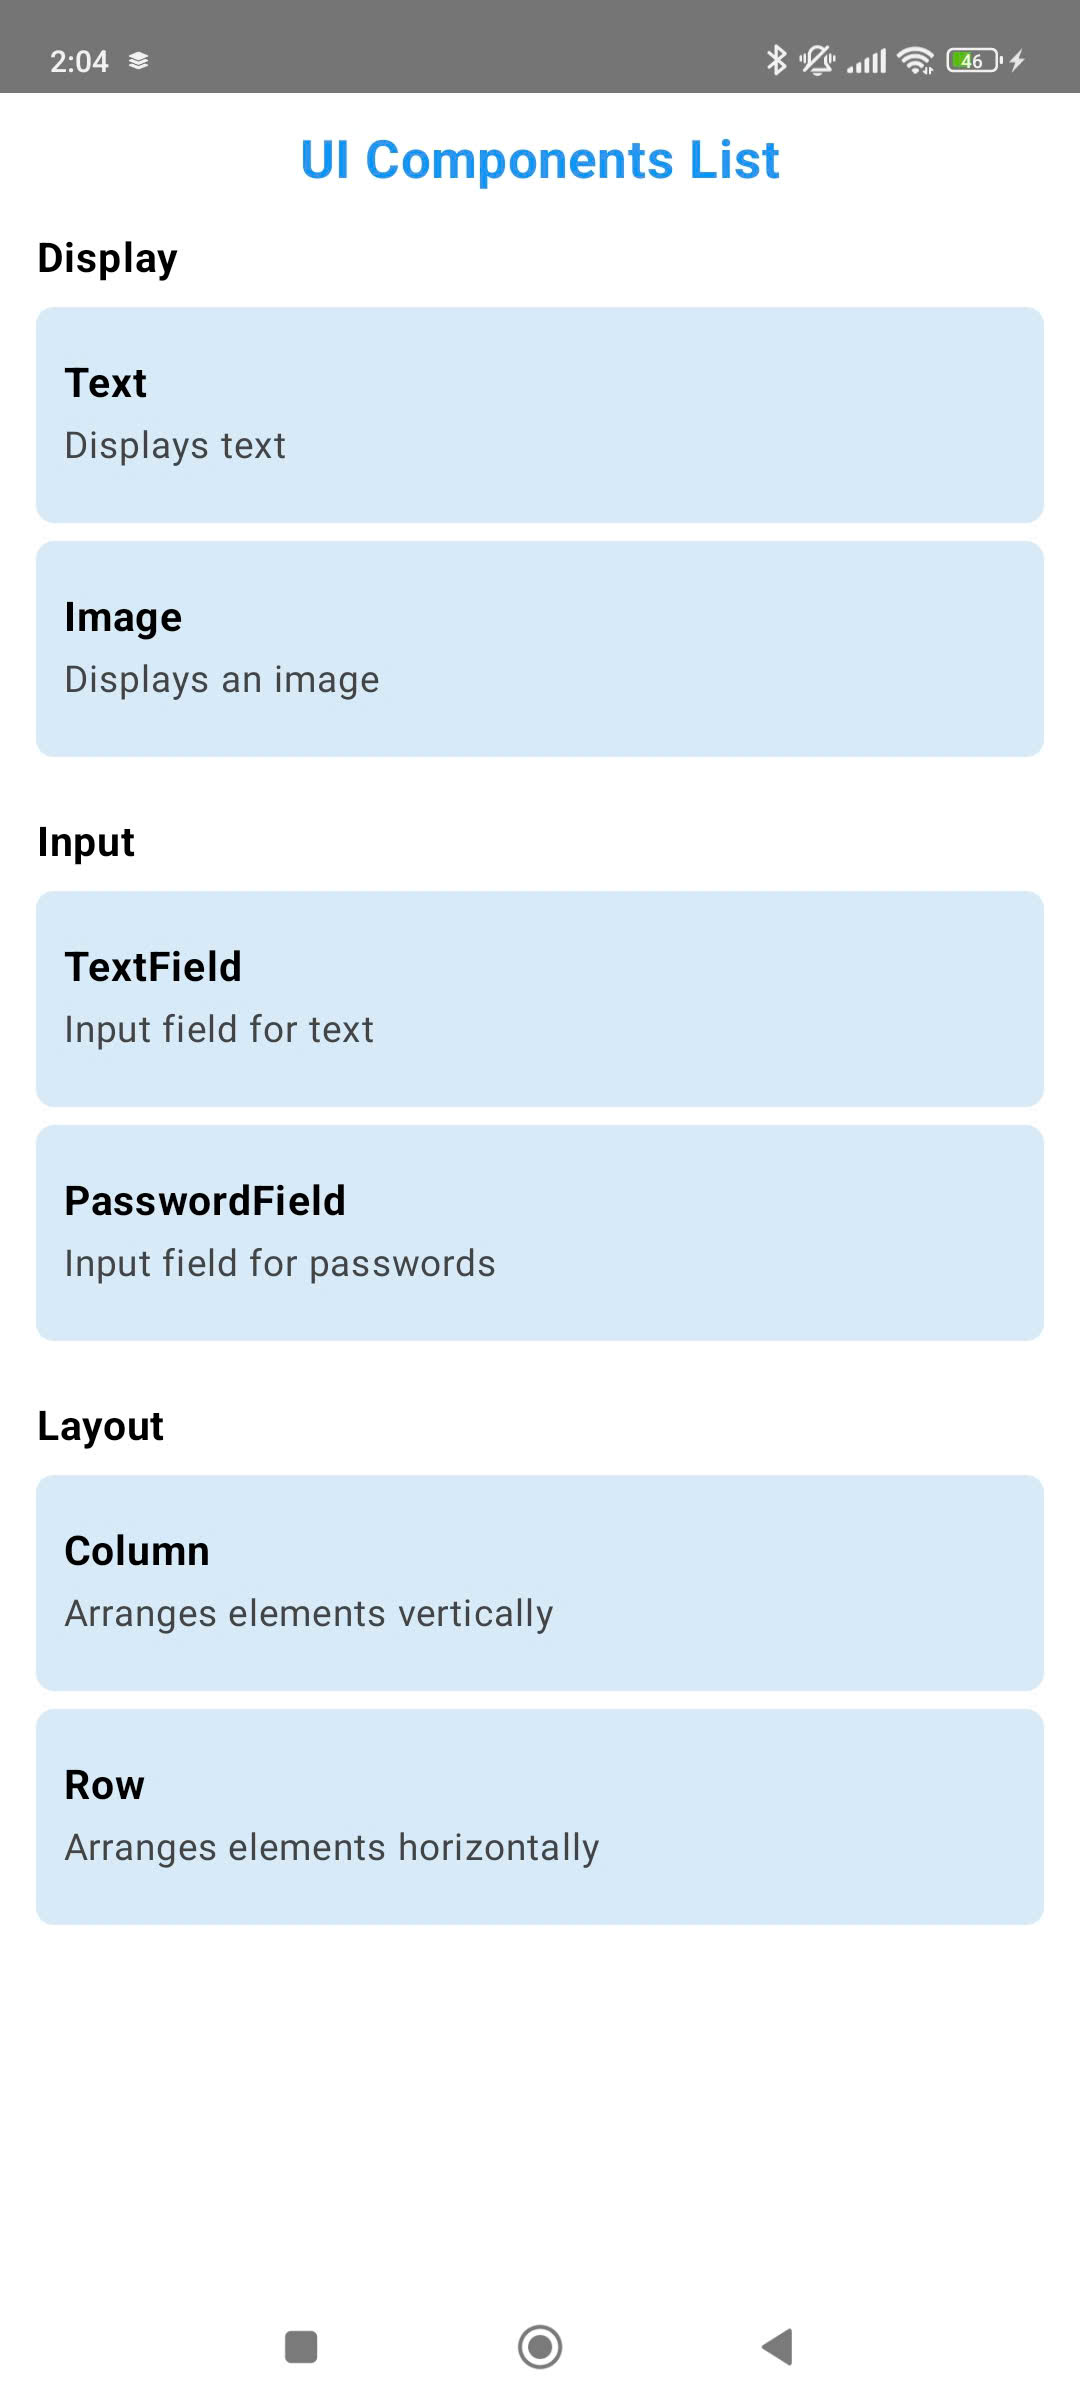 2:04
46
UI Components List
Display
Text
Displays text
Image
Displays an image
Input
TextField
Input field for text
PasswordField
Input field for passwords
Layout
Column
Arranges elements vertically
Row
Arranges elements horizontally